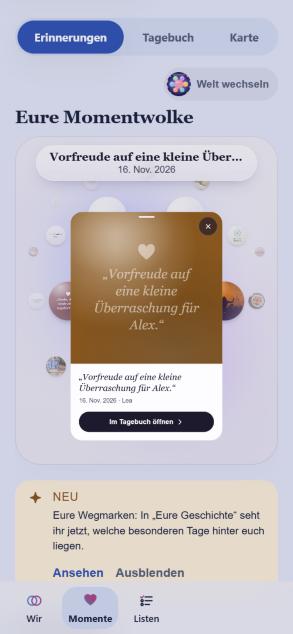 Erinnerungen
Tagebuch
Karte
Welt wechseln
Eure Momentwolke
Vorfreude auf eine kleine Über...
16. Nov. 2026
„Vorfreude auf
eine kleine
Überraschung für
Alex.“
„Vorfreude auf eine kleine
Überraschung für Alex.“
16. Nov. 2026 · Lea
Im Tagebuch öffnen
NEU
Eure Wegmarken: In „Eure Geschichte“ seht
ihr jetzt, welche besonderen Tage hinter euch
liegen.
Ansehen
Ausblenden
Wir
Momente
Listen